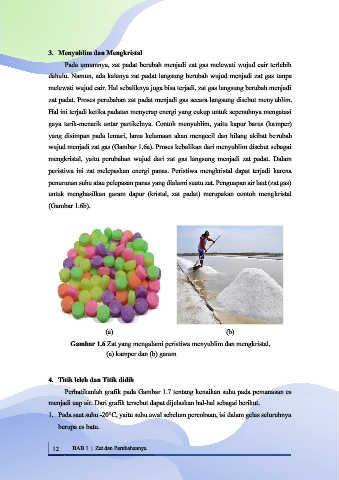 3. Menyublim dan Mengkristal
Pada umumnya, zat padat berubah menjadi zat gas melewati wujud cair terlebih
dahulu. Namun, ada kalanya zat padat langsung berubah wujud menjadi zat gas tanpa
melewati wujud cair. Hal sebaliknya juga bisa terjadi, zat gas langsung berubah menjadi
zat padat. Proses perubahan zat padat menjadi gas secara langsung disebut menyublim.
Hal ini terjadi ketika padatan menyerap energi yang cukup untuk sepenuhnya mengatasi
gaya tarik-menarik antar partikelnya. Contoh menyublim, yaitu kapur barus (kamper)
yang disimpan pada lemari, lama kelamaan akan mengecil dan hilang akibat berubah
wujud menjadi zat gas (Gambar 1.6a). Proses kebalikan dari menyublim disebut sebagai
mengkristal, yaitu perubahan wujud dari zat gas langsung menjadi zat padat. Dalam
peristiwa ini zat melepaskan energi panas. Peristiwa mengkristal dapat terjadi karena
penurunan suhu atau pelepasan panas yang dialami suatu zat. Penguapan air laut (zat gas)
untuk menghasilkan garam dapur (kristal, zat padat) merupakan contoh mengkristal
(Gambar 1.6b).
(a) (b)
Gambar 1.6 Zat yang mengalami peristiwa menyublim dan mengkristal,
(a) kamper dan (b) garam
4. Titik leleh dan Titik didih
Perhatikanlah grafik pada Gambar 1.7 tentang kenaikan suhu pada pemanasan es
menjadi uap air. Dari grafik tersebut dapat dijelaskan hal-hal sebagai berikut.
1. Pada saat suhu -20°C, yaitu suhu awal sebelum percobaan, isi dalam gelas seluruhnya
berupa es batu.
12 BAB 1 | Zat dan Perubahannya